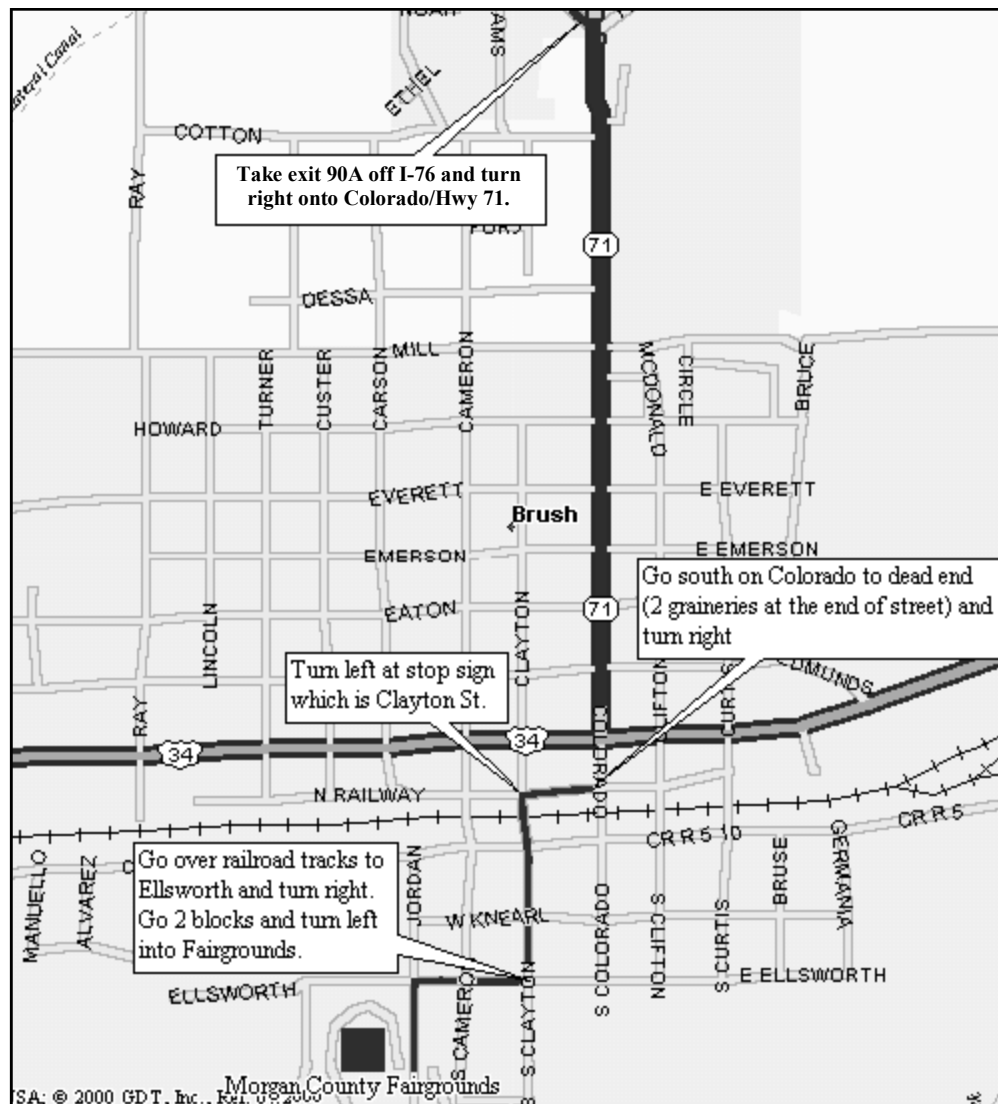 NOAH
ETHEL
COTTON
RAY
Take exit 90A off I-76 and turn
right onto Colorado/Hwy 71.
71
DESSA
MILL
TURNER
CUSTER
CARSON
CAMERON
MCDONALD
CIRCLE
BRUCE
HOWARD
EVERETT
E EVERETT
Brush
EMERSON
E EMERSON
Go south on Colorado to dead end
(2 graineries at the end of street) and
turn right
EATON
71
LINCOLN
CLAYTON
Turn left at stop sign
which is Clayton St.
RAY
34
34
COLORADO
N RAILWAY
CR R 5 10
CR R 5
Go over railroad tracks to
Ellsworth and turn right.
Go 2 blocks and turn left
into Fairgrounds.
MANUELLO
ALVAREZ
JORDAN
W KNEARL
S COLORADO
S CLIFTON
S CURTIS
BRUSE
GERMANIA
ELLSWORTH
E ELLSWORTH
S CAMERO
S CLAYTON
Morgan County Fairgrounds
© 2000 GDT, Inc.,